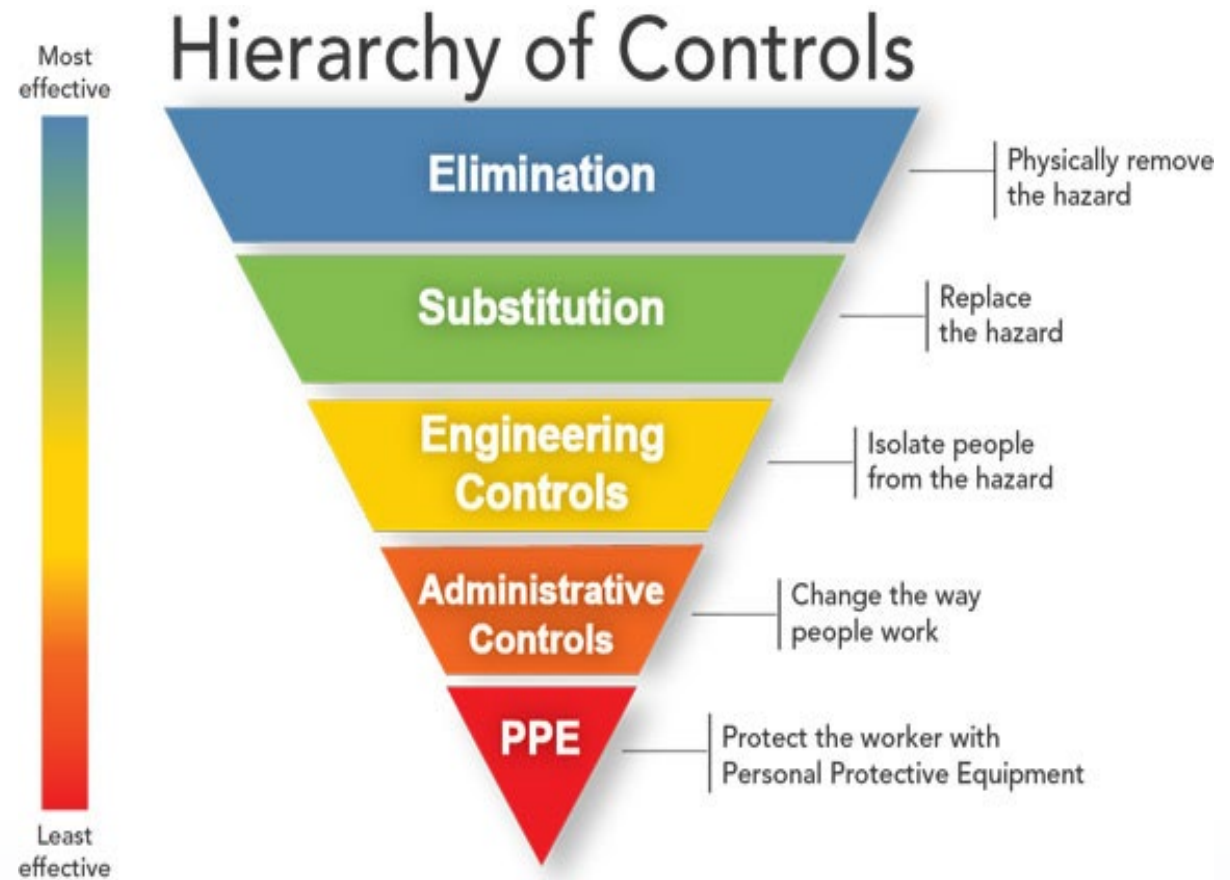 Hierarchy of Controls
Most
effective
Elimination
Physically remove
the hazard
Substitution
Replace
the hazard
Engineering
Controls
Isolate people
from the hazard
Administrative
Controls
Change the way
people work
PPE
Protect the worker with
Personal Protective Equipment
Least
effective